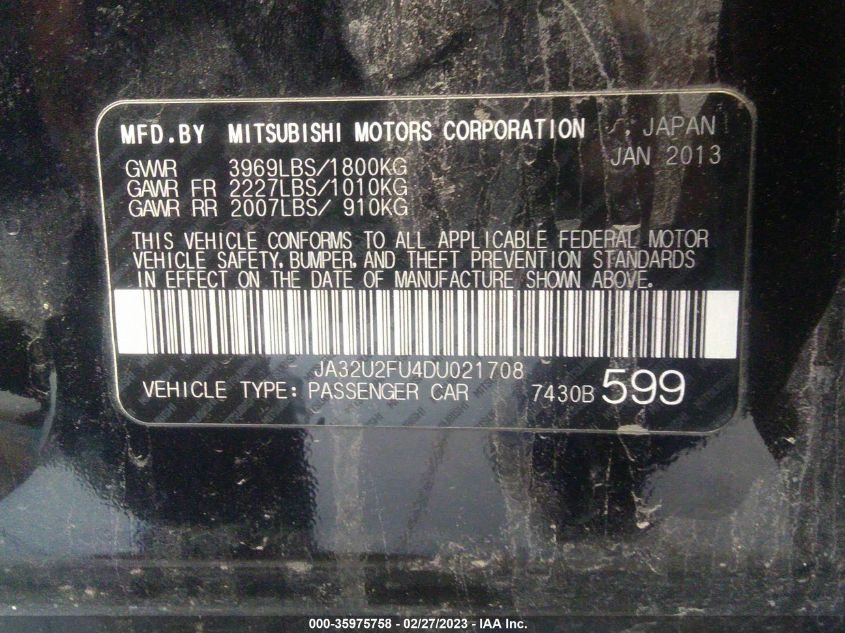 MFD.BY MITSUBISHI MOTORS CORPORATION JAPAN
JAN 2013
GVWR 3969LBS/1800KG
GAWR FR 2227LBS/1010KG
GAWR RR 2007LBS/ 910KG
THIS VEHICLE CONFORMS TO ALL APPLICABLE FEDERAL MOTOR
VEHICLE SAFETY, BUMPER, AND THEFT PREVENTION STANDARDS
IN EFFECT ON THE DATE OF MANUFACTURE SHOWN ABOVE.
JA32U2FU4DU021708
VEHICLE TYPE: PASSENGER CAR 7430B 599
000-35975758 - 02/27/2023 - © IAA Inc.